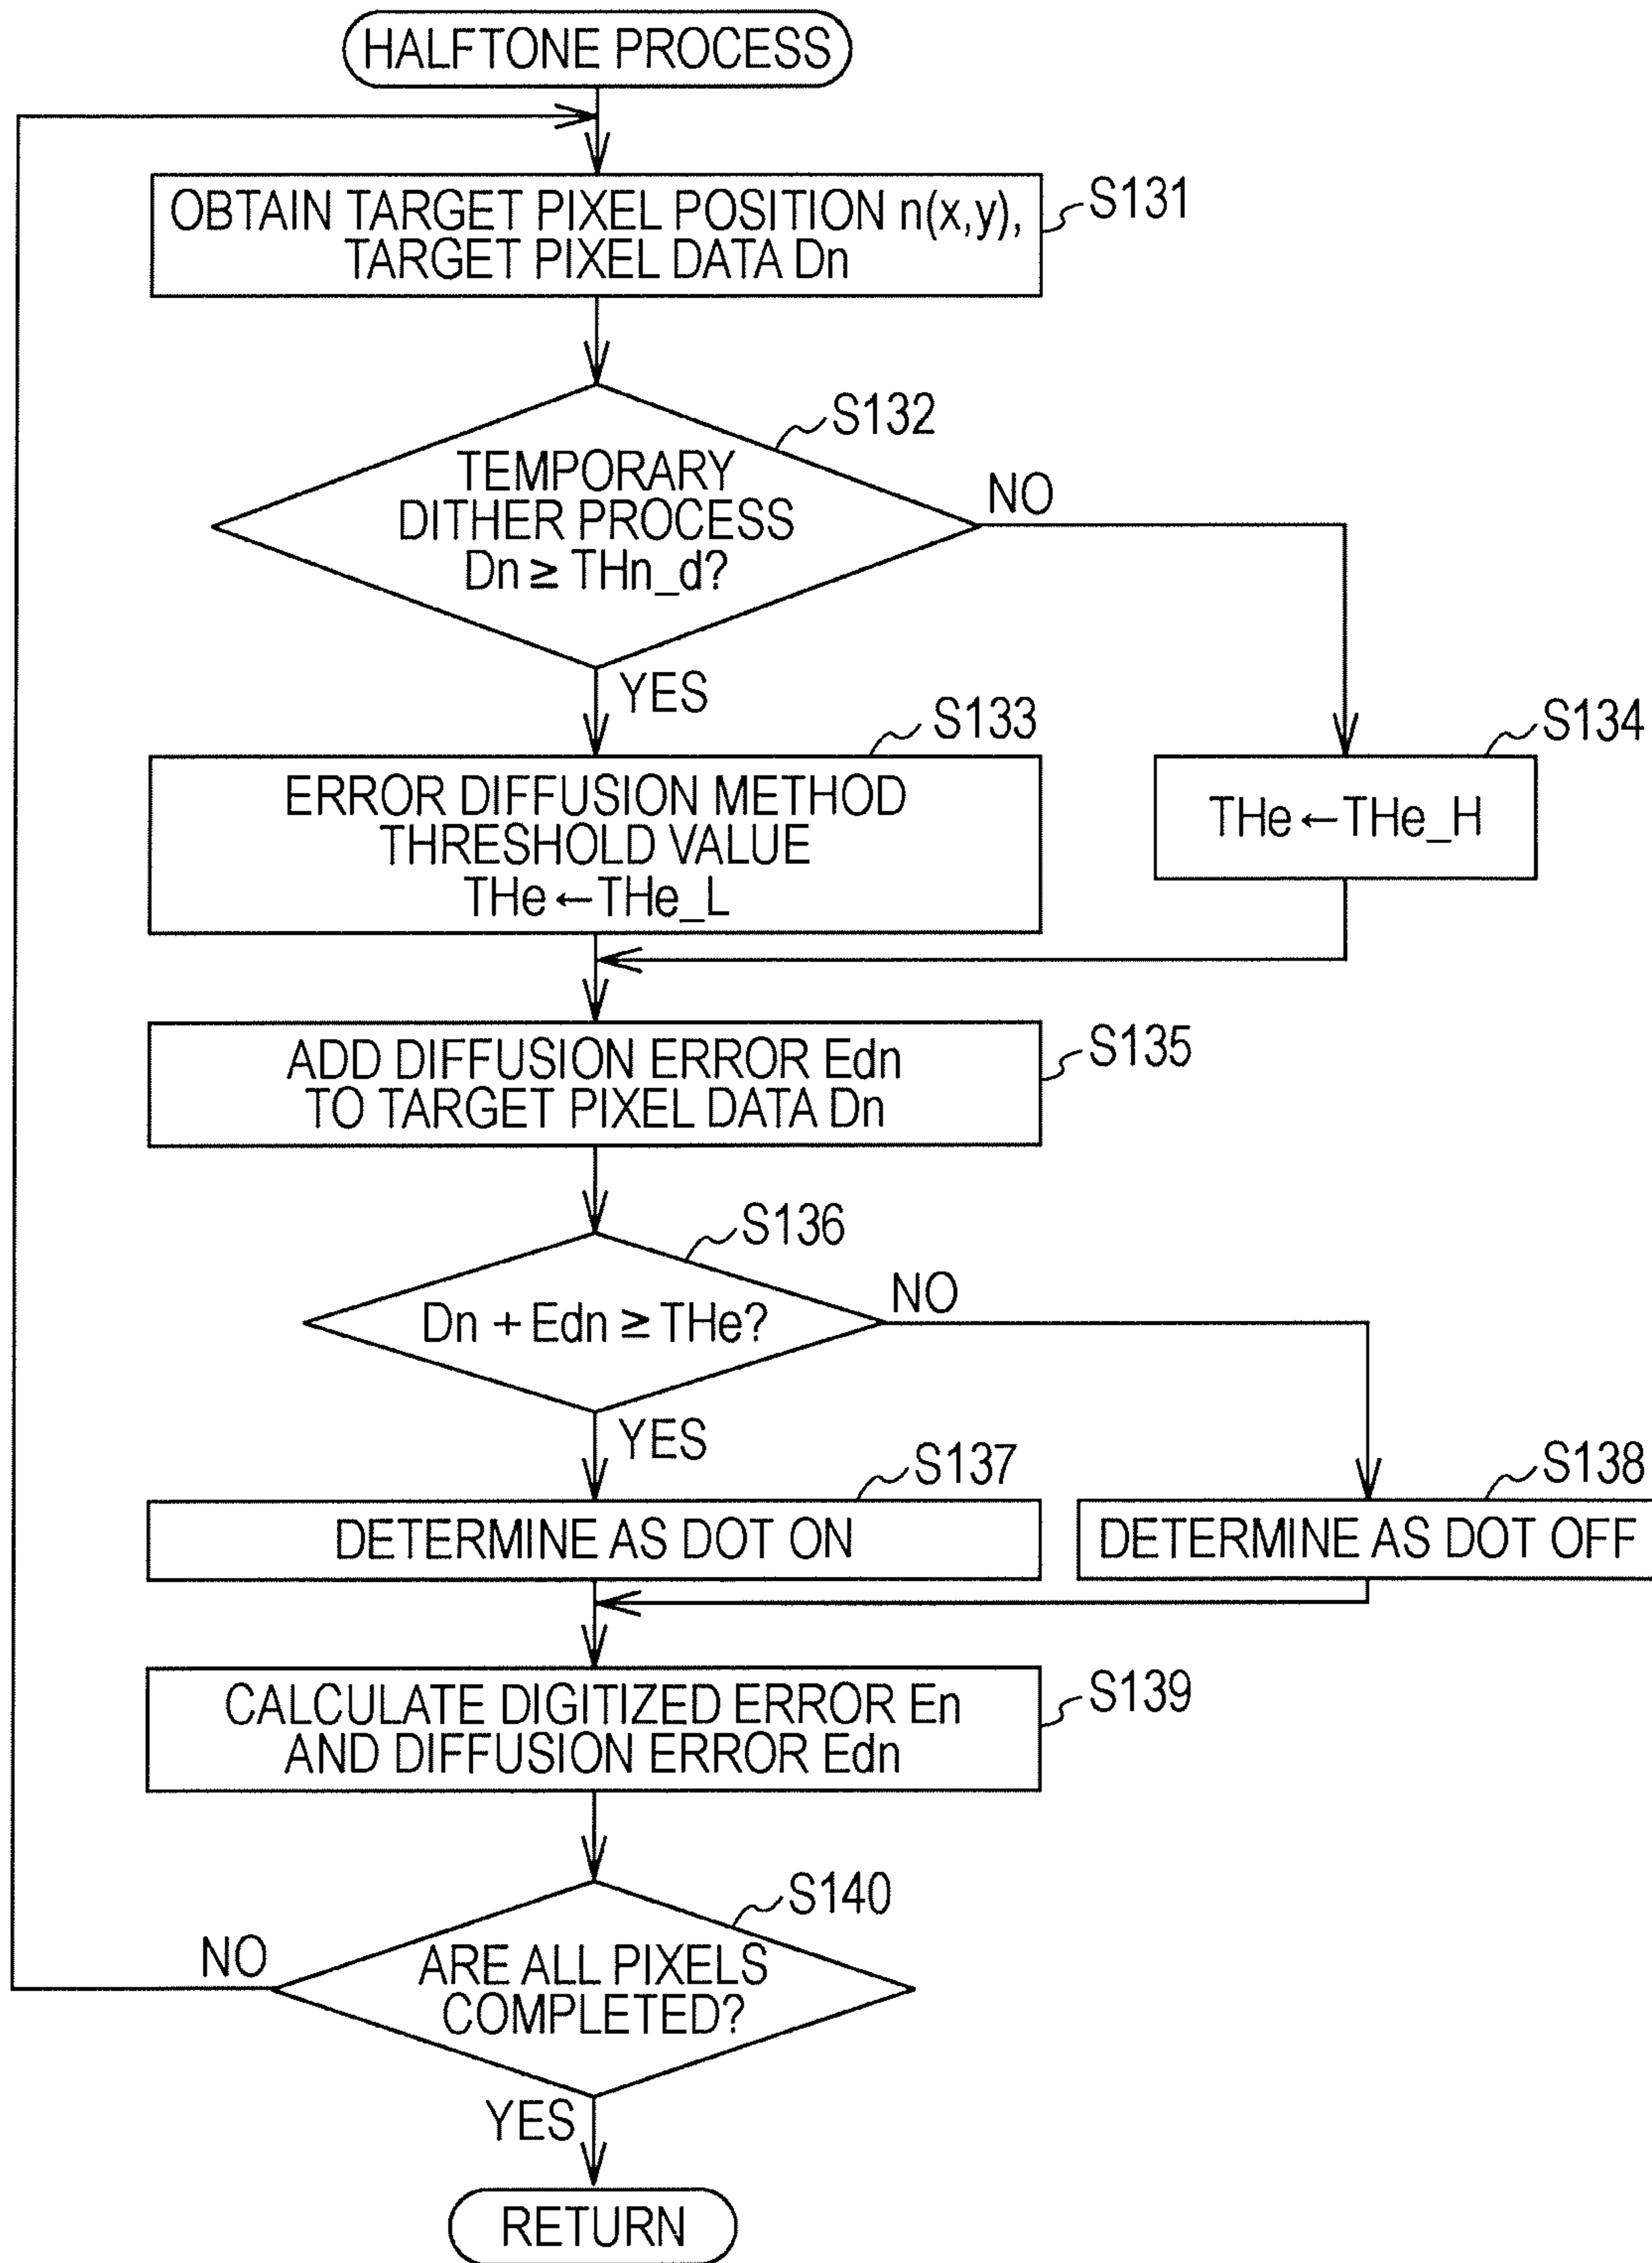 HALFTONE PROCESS
OBTAIN TARGET PIXEL POSITION n(x,y),
TARGET PIXEL DATA Dn
S131
TEMPORARY
DITHER PROCESS
Dn ≥ THn_d?
S132
NO
YES
ERROR DIFFUSION METHOD
THRESHOLD VALUE
THe←THe_L
S133
THe←THe_H
S134
ADD DIFFUSION ERROR Edn
TO TARGET PIXEL DATA Dn
S135
Dn + Edn ≥ THe?
S136
NO
YES
DETERMINE AS DOT ON
S137
DETERMINE AS DOT OFF
S138
CALCULATE DIGITIZED ERROR En
AND DIFFUSION ERROR Edn
S139
ARE ALL PIXELS
COMPLETED?
S140
NO
YES
RETURN